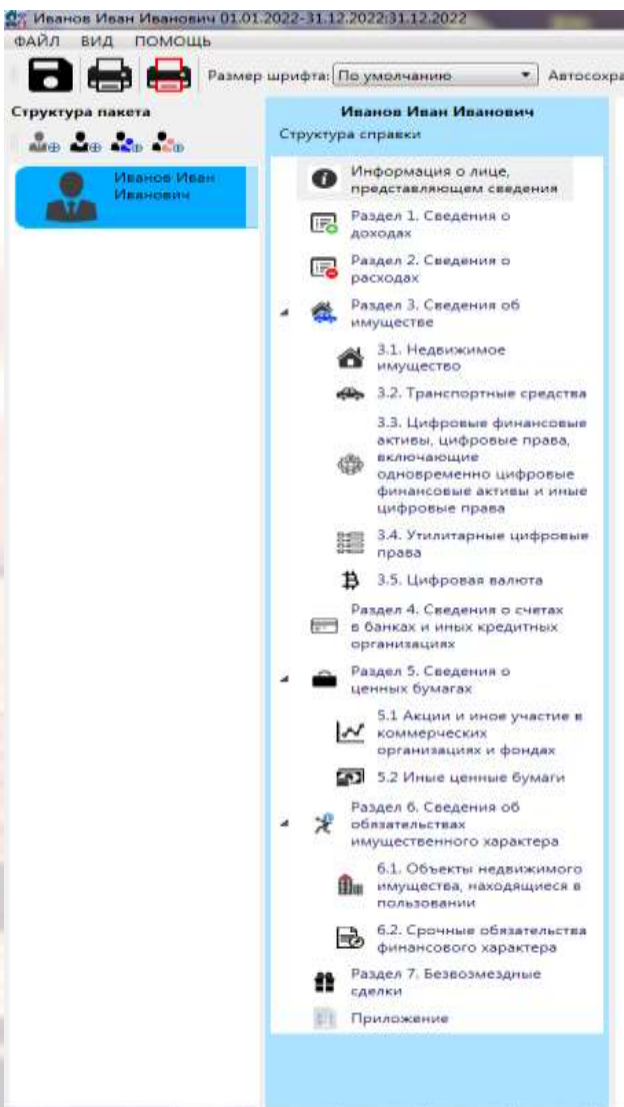 Иванов Иван Иванович 01.01.2022-31.12.2022:31.12.2022
ФАЙЛ ВИД ПОМОЩЬ
Размер шрифта: По умолчанию Автосохра
Структура пакета
Иванов Иван
Иванович
Иванов Иван Иванович
Структура справки
Информация о лице,
представляющем сведения
Раздел 1. Сведения о
доходах
Раздел 2. Сведения о
расходах
Раздел 3. Сведения об
имуществе
3.1. Недвижимое
имущество
3.2. Транспортные средства
3.3. Цифровые финансовые
активы, цифровые права,
включающие
одновременно цифровые
финансовые активы и иные
цифровые права
3.4. Утилитарные цифровые
права
3.5. Цифровая валюта
Раздел 4. Сведения о счетах
в банках и иных кредитных
организациях
Раздел 5. Сведения о
ценных бумагах
5.1 Акции и иное участие в
коммерческих
организациях и фондах
5.2 Иные ценные бумаги
Раздел 6. Сведения об
обязательствах
имущественного характера
6.1. Объекты недвижимого
имущества, находящиеся в
пользовании
6.2. Срочные обязательства
финансового характера
Раздел 7. Безвозмездные
сделки
Приложение